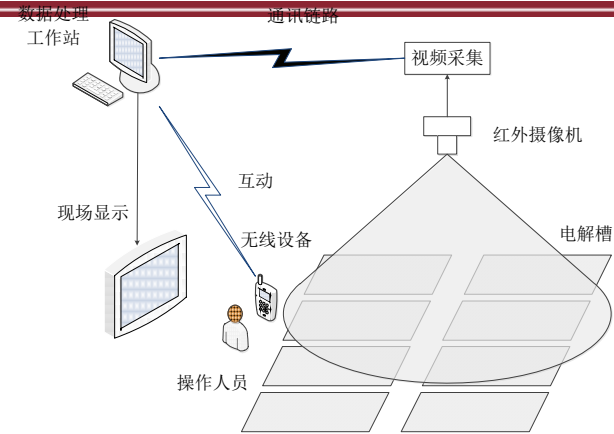 数据处理
工作站
通讯链路
视频采集
红外摄像机
互动
现场显示
无线设备
电解槽
操作人员